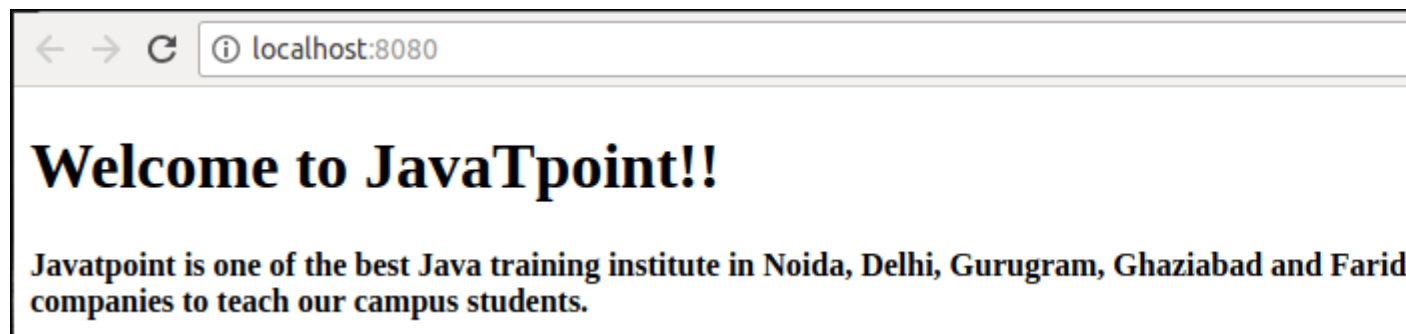 localhost:8080
Welcome to JavaTpoint!!
Javatpoint is one of the best Java training institute in Noida, Delhi, Gurugram, Ghaziabad and Farid
companies to teach our campus students.